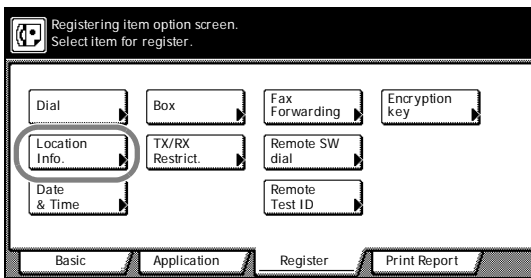 Registering item option screen.
Select item for register.
Dial
Box
Fax
Forwarding
Encryption
key
Location
Info.
TX/RX
Restrict.
Remote SW
dial
Date
& Time
Remote
Test ID
Basic
Application
Register
Print Report